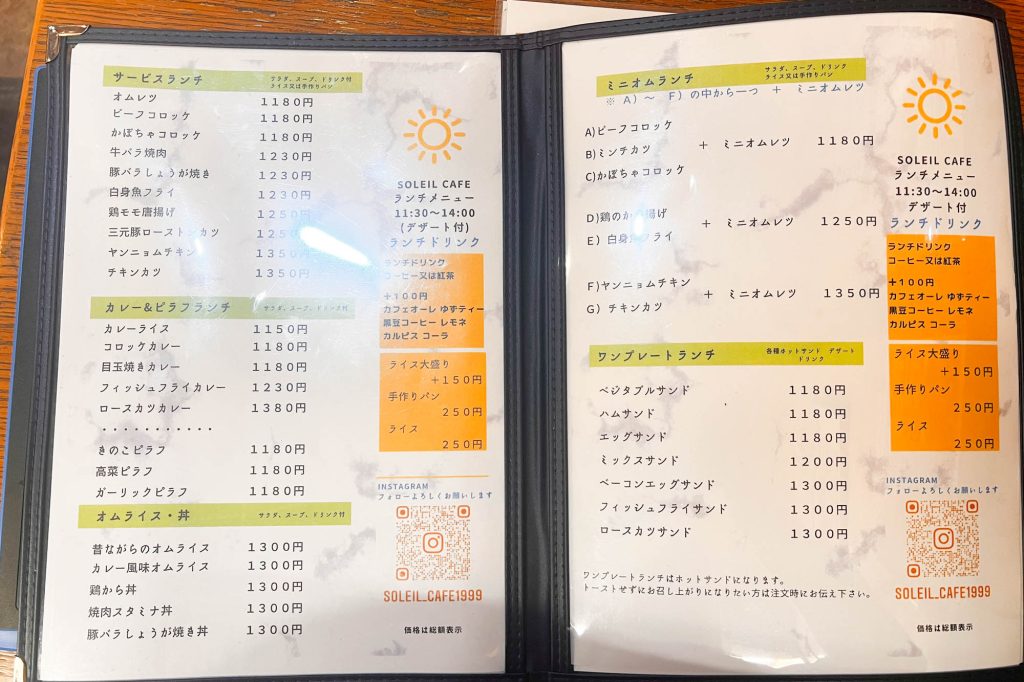 サービスランチ サラダ、スープ、ドリンク付
ライス又は手作りパン
オムレツ 1180円
ビーフコロッケ 1180円
かぼちゃコロッケ 1180円
牛バラ焼肉 1230円
豚バラしょうが焼き 1230円
白身魚フライ 1230円
鶏モモ唐揚げ 1250円
三元豚ローストンカツ 1250円
ヤンニョムチキン 1350円
チキンカツ 1350円
カレー&ピラフランチ サラダ、スープ、ドリンク付
カレーライス 1150円
コロッケカレー 1180円
目玉焼きカレー 1180円
フィッシュフライカレー 1230円
ロースカツカレー 1380円
・・・・・・・・・・・
きのこピラフ 1180円
高菜ピラフ 1180円
ガーリックピラフ 1180円
オムライス・丼 サラダ、スープ、ドリンク付
昔ながらのオムライス 1300円
カレー風味オムライス 1300円
鶏から丼 1300円
焼肉スタミナ丼 1300円
豚バラしょうが焼き丼 1300円
SOLEIL CAFE
ランチメニュー
11:30～14:00
(デザート付)
ランチドリンク
ランチドリンク
コーヒー又は紅茶
+100円
カフェオーレ ゆずティー
黒豆コーヒー レモネ
カルピス コーラ
ライス大盛り
+150円
手作りパン
250円
ライス
250円
INSTAGRAM
フォローよろしくお願いします
SOLEIL_CAFE1999
価格は総額表示
ミニオムランチ サラダ、スープ、ドリンク
ライス又は手作りパン
※ A)～ F)の中から一つ + ミニオムレツ
A)ビーフコロッケ
B)ミンチカツ + ミニオムレツ 1180円
C)かぼちゃコロッケ
D)鶏のから揚げ
+ ミニオムレツ 1250円
E) 白身魚フライ
F)ヤンニョムチキン
+ ミニオムレツ 1350円
G) チキンカツ
ワンプレートランチ 各種ホットサンド デザート
ドリンク
ベジタブルサンド 1180円
ハムサンド 1180円
エッグサンド 1180円
ミックスサンド 1200円
ベーコンエッグサンド 1300円
フィッシュフライサンド 1300円
ロースカツサンド 1300円
ワンプレートランチはホットサンドになります。
トーストせずにお召し上がりになりたい方は注文時にお伝え下さい。
SOLEIL CAFE
ランチメニュー
11:30～14:00
デザート付
ランチドリンク
ランチドリンク
コーヒー又は紅茶
+100円
カフェオーレ ゆずティー
黒豆コーヒー レモネ
カルピス コーラ
ライス大盛り
+150円
手作りパン
250円
ライス
250円
INSTAGRAM
フォローよろしくお願いします
SOLEIL_CAFE1999
価格は総額表示